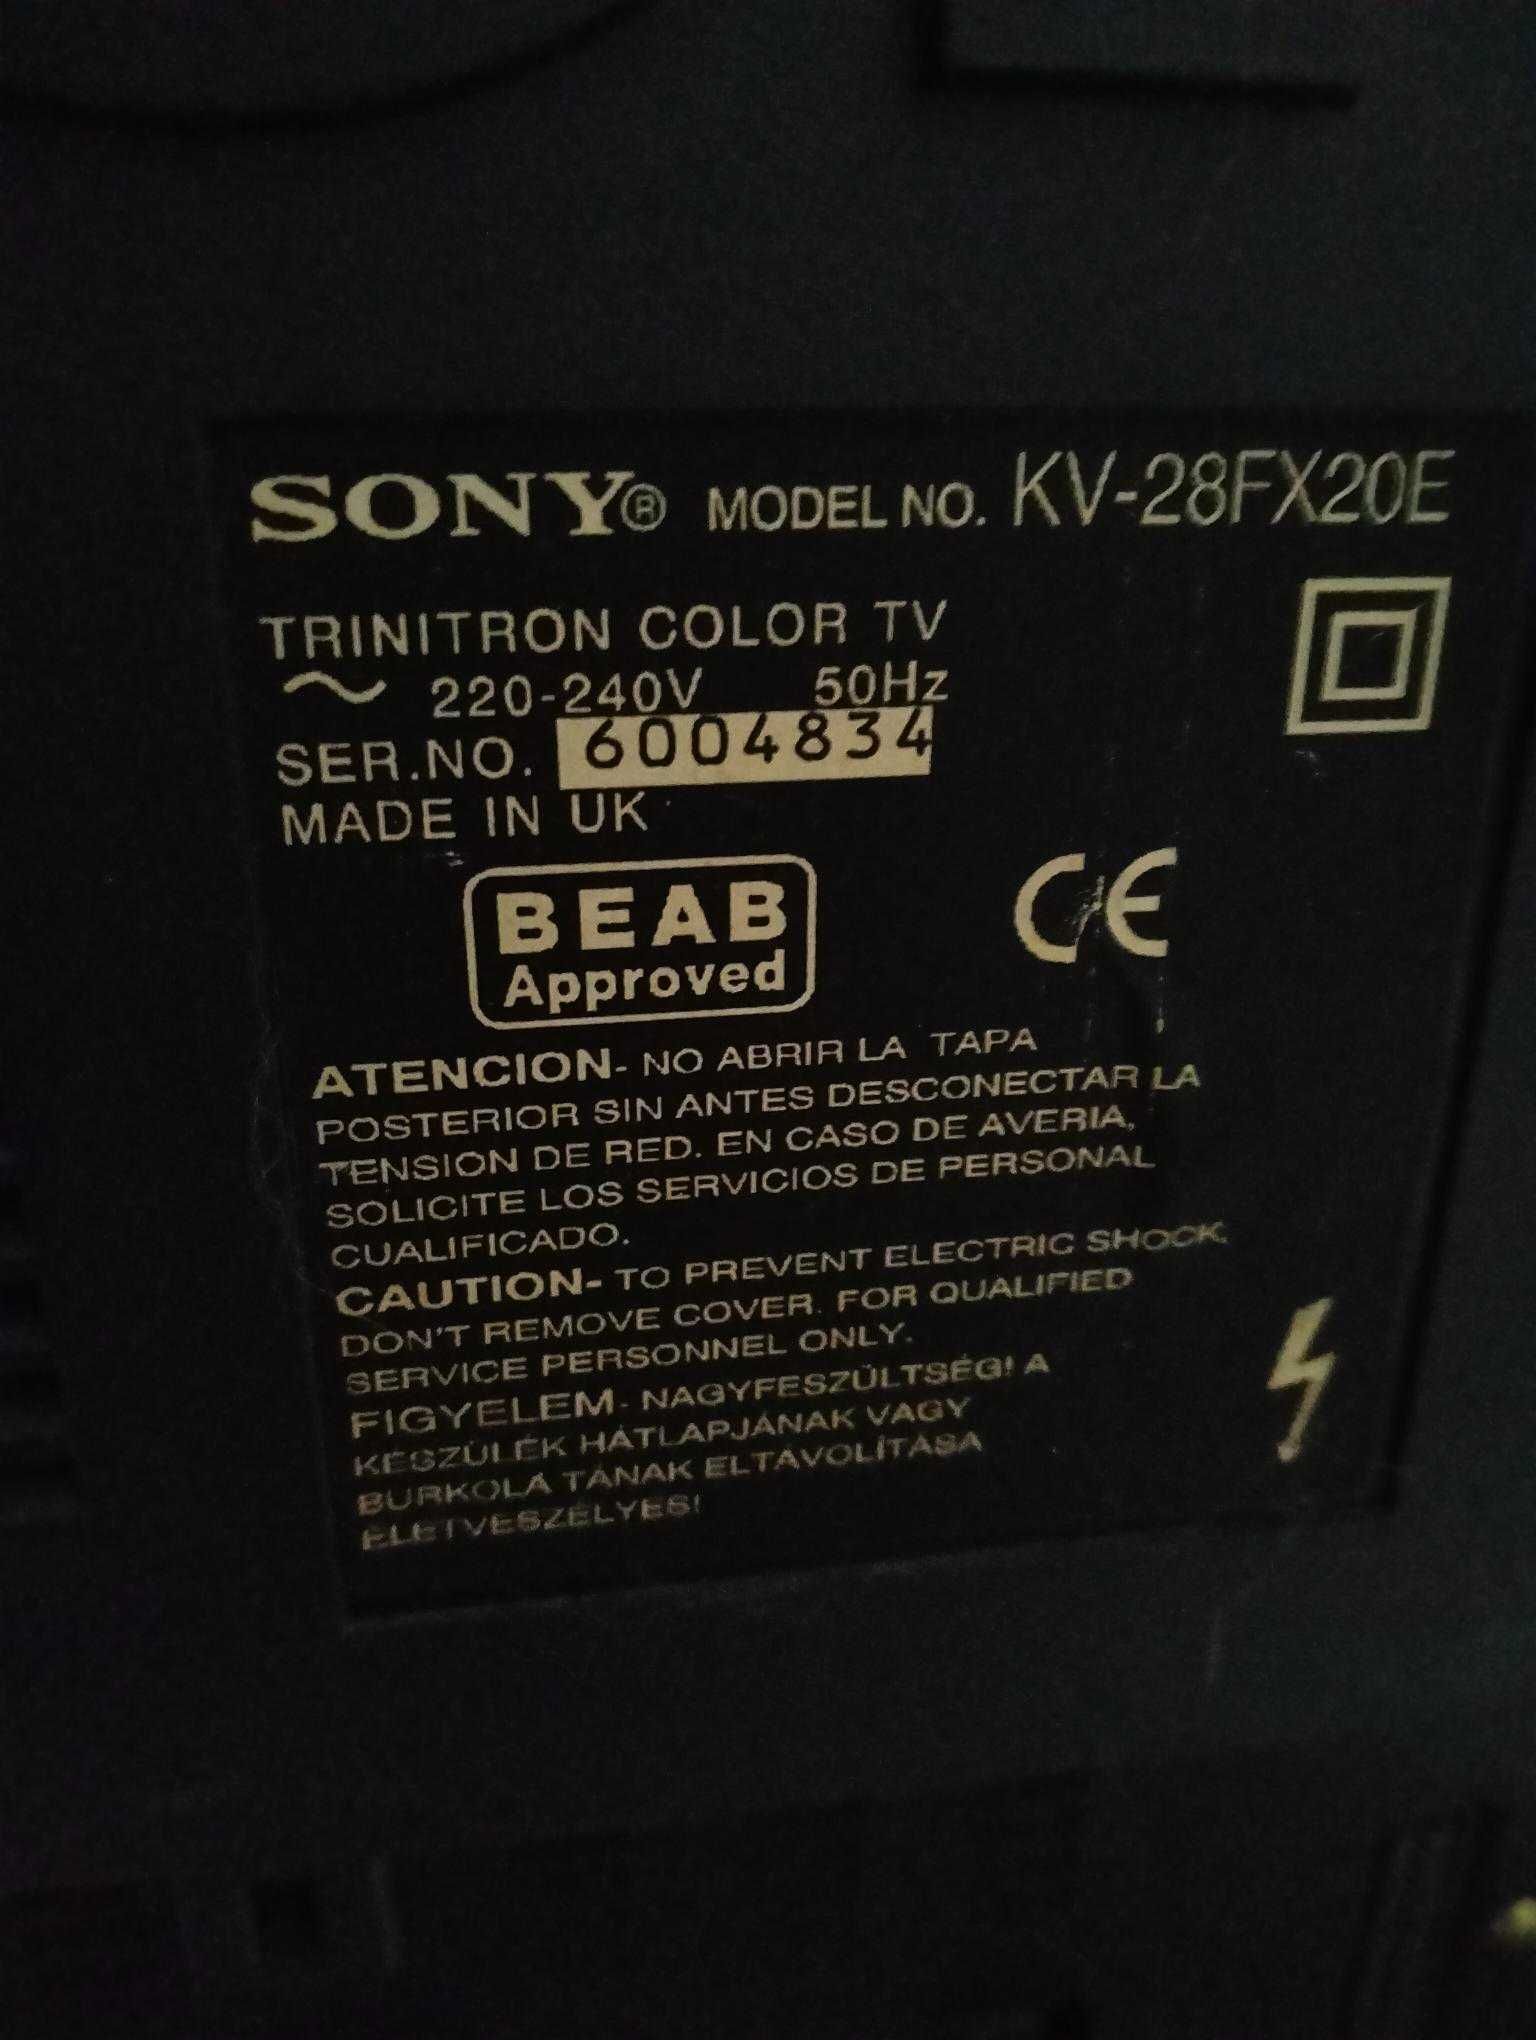 SONY® MODEL NO. KV-28FX20E
TRINITRON COLOR TV
~ 220-240V 50Hz
SER.NO. 6004834
MADE IN UK
BEAB
Approved
CE
ATENCION- NO ABRIR LA TAPA
POSTERIOR SIN ANTES DESCONECTAR LA
TENSION DE RED. EN CASO DE AVERIA,
SOLICITE LOS SERVICIOS DE PERSONAL
CUALIFICADO.
CAUTION- TO PREVENT ELECTRIC SHOCK,
DON'T REMOVE COVER. FOR QUALIFIED
SERVICE PERSONNEL ONLY.
FIGYELEM- NAGYFESZÜLTSÉG! A
KÉSZÜLÉK HÁTLAPJÁNAK VAGY
BURKOLÁ TÁNAK ELTÁVOLÍTÁSA
ÉLETVESZÉLYES!